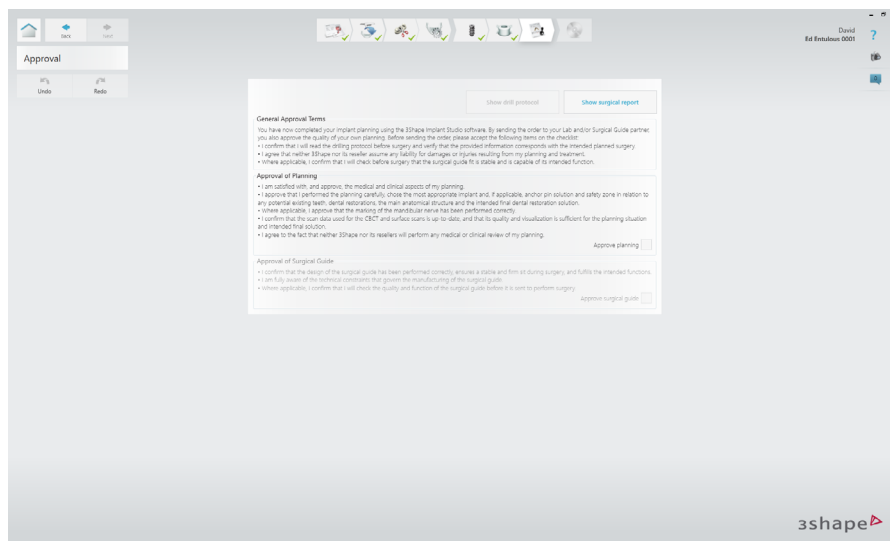 David
Ed Entulous 0001
?
back
next
Approval
Undo
Redo
Show drill protocol
Show surgical report
General Approval Terms
You have now completed your implant planning using the 3Shape Implant Studio software. By sending the order to your Lab and/or Surgical Guide partner,
you also approve the quality of your own planning. Before sending the order, please accept the following items on the checklist:
• I confirm that I will read the drilling protocol before surgery and verify that the provided information corresponds with the intended planned surgery.
• I agree that neither 3Shape nor its reseller assume any liability for damages or injuries resulting from my planning and treatment.
• Where applicable, I confirm that I will check before surgery that the surgical guide fit is stable and is capable of its intended function.
Approval of Planning
• I am satisfied with, and approve, the medical and clinical aspects of my planning.
• I approve that I performed the planning carefully, chose the most appropriate implant and, if applicable, anchor pin solution and safety zone in relation to
any potential existing teeth, dental restorations, the main anatomical structure and the intended final dental restoration solution.
• Where applicable, I approve that the marking of the mandibular nerve has been performed correctly.
• I confirm that the scan data used for the CBCT and surface scans is up-to-date, and that its quality and visualization is sufficient for the planning situation
and intended final solution.
• I agree to the fact that neither 3Shape nor its resellers will perform any medical or clinical review of my planning.
Approve planning
Approval of Surgical Guide
• I confirm that the design of the surgical guide has been performed correctly, ensures a stable and firm sit during surgery, and fulfills the intended functions.
• I am fully aware of the technical constraints that govern the manufacturing of the surgical guide.
• Where applicable, I confirm that I will check the quality and function of the surgical guide before it is sent to perform surgery.
Approve surgical guide
3shape